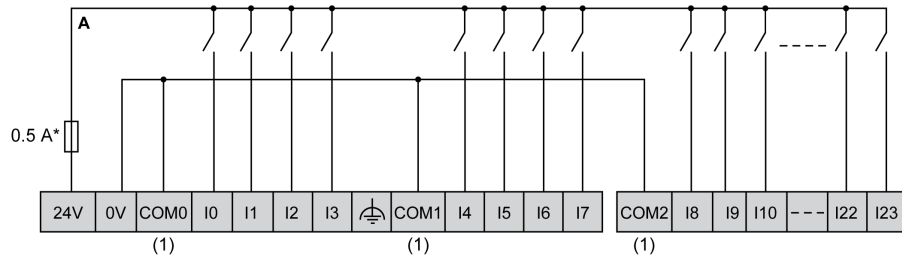 A
0.5 A*
24V 0V COM0 I0 I1 I2 I3 COM1 I4 I5 I6 I7 COM2 I8 I9 I10 --- I22 I23
(1) (1) (1)